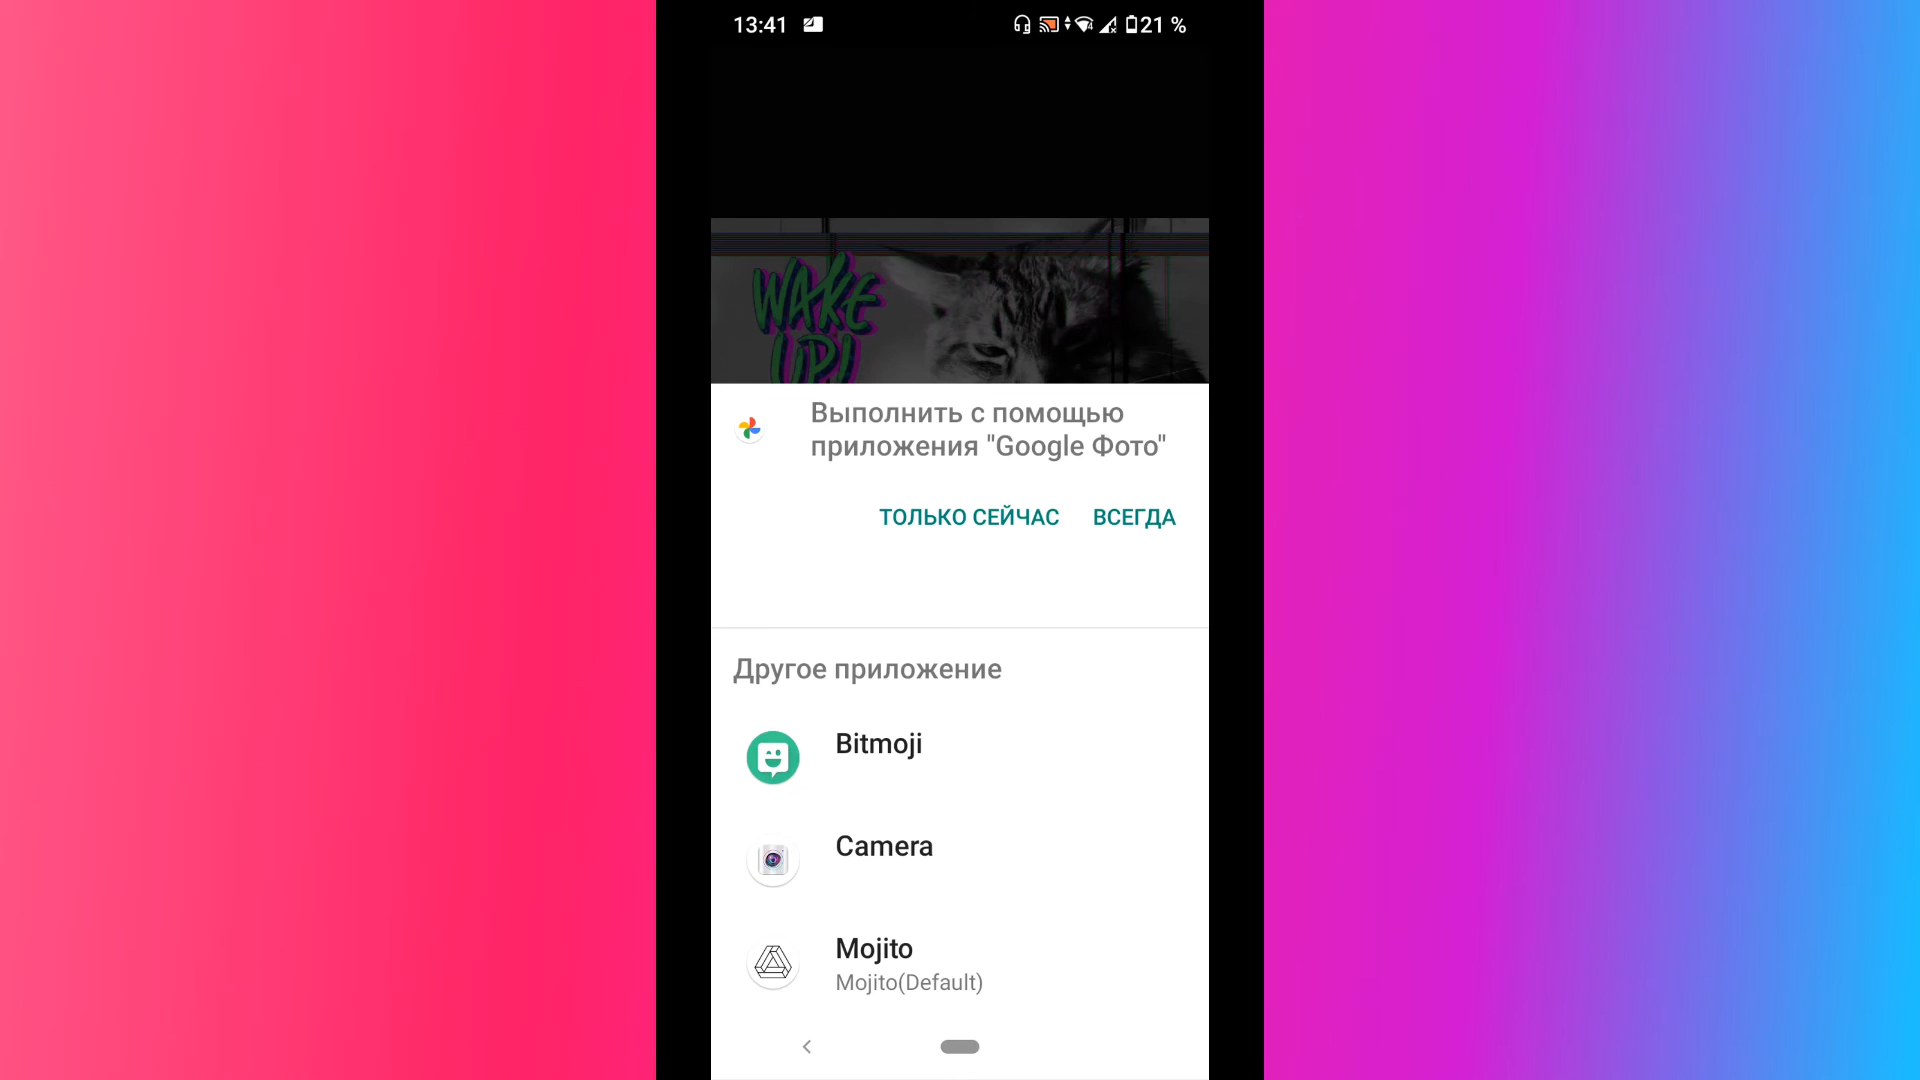 13:41
21 %
WAKE
UP!
Выполнить с помощью
приложения "Google Фото"
ТОЛЬКО СЕЙЧАС ВСЕГДА
Другое приложение
Bitmoji
Camera
Mojito
Mojito(Default)